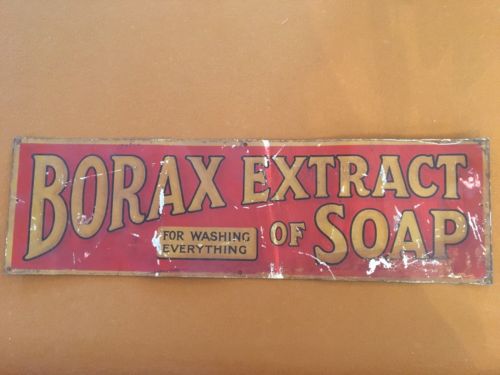 BORAX EXTRACT
OF SOAP
FOR WASHING
EVERYTHING